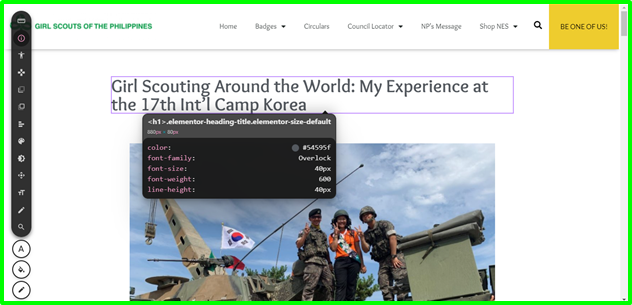 GIRL SCOUTS OF THE PHILIPPINES
Home Badges Circulars Council Locator NP's Message Shop NES BE ONE OF US!
Girl Scouting Around the World: My Experience at
the 17th Int'l Camp Korea
<h1>.elementor-heading-title.elementor-size-default
880px × 80px
color: #54595f
font-family: Overlock
font-size: 40px
font-weight: 600
line-height: 40px